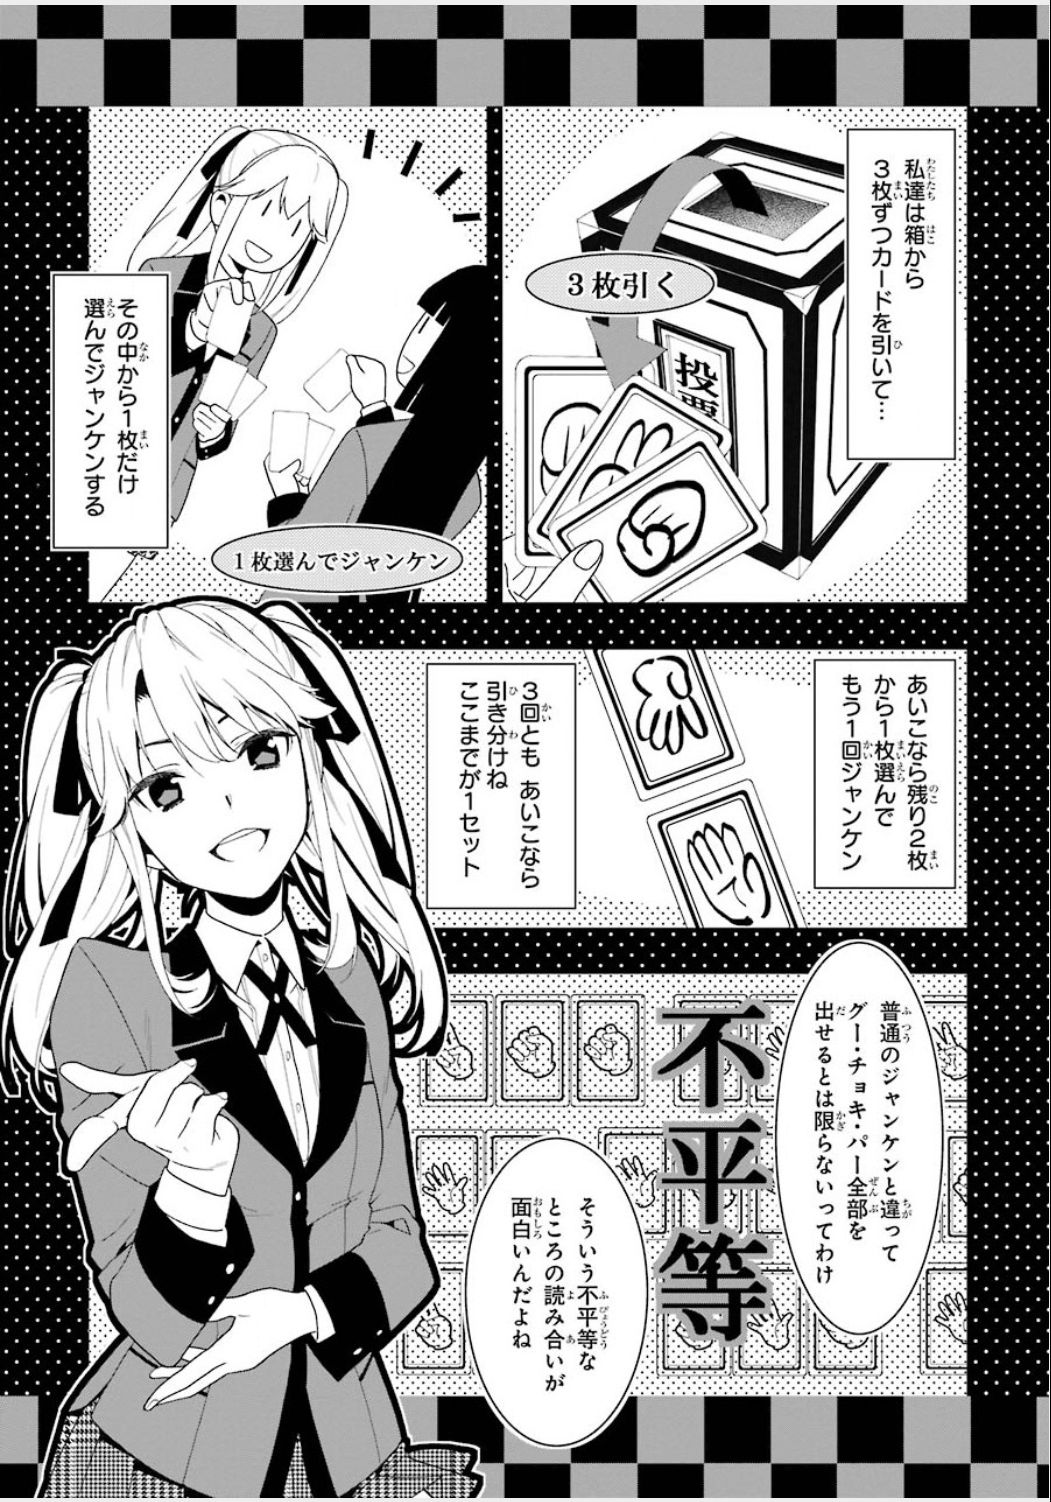 私達は箱から
3枚ずつカードを引いて…
3枚引く
投票
その中から1枚だけ
選んでジャンケンする
1枚選んでジャンケン
あいこなら残り2枚
から1枚選んで
もう1回ジャンケン
3回とも あいこなら
引き分けね
ここまでが1セット
普通のジャンケンと違って
グー・チョキ・パー全部を
出せるとは限らないってわけ
不平等
そういう不平等な
ところの読み合いが
面白いんだよね